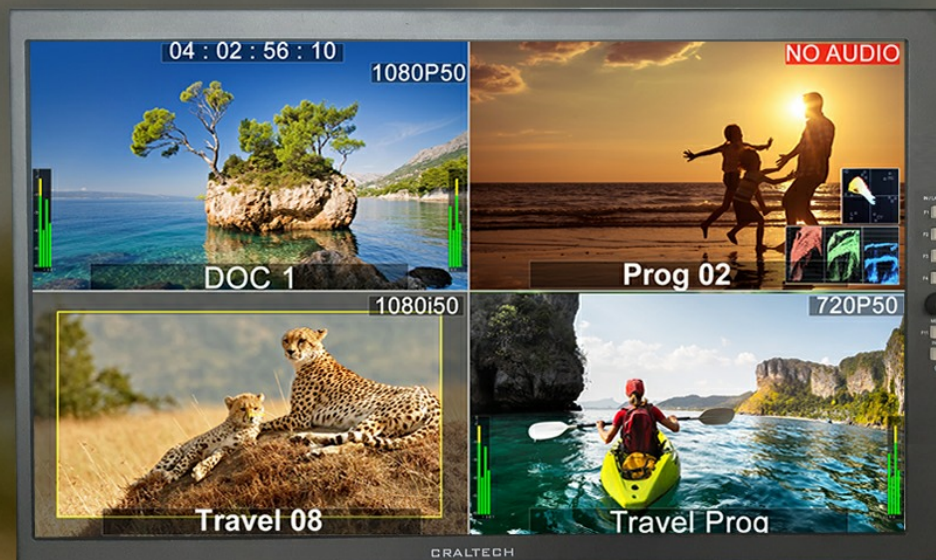 04 : 02 : 56 : 10
1080P50
DOC 1
NO AUDIO
Prog 02
1080i50
Travel 08
720P50
Travel Prog
CRALTECH